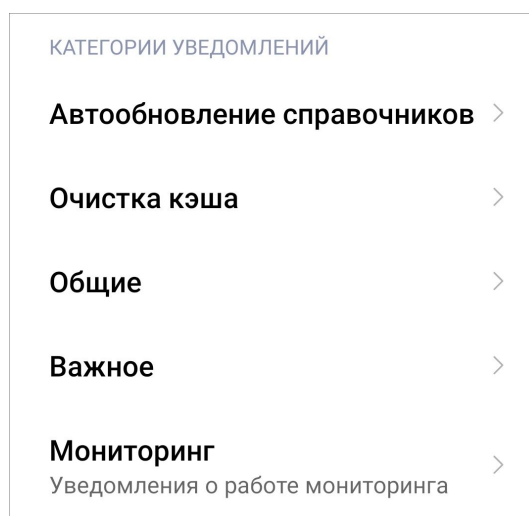 КАТЕГОРИИ УВЕДОМЛЕНИЙ
Автообновление справочников
Очистка кэша
Общие
Важное
Мониторинг
Уведомления о работе мониторинга